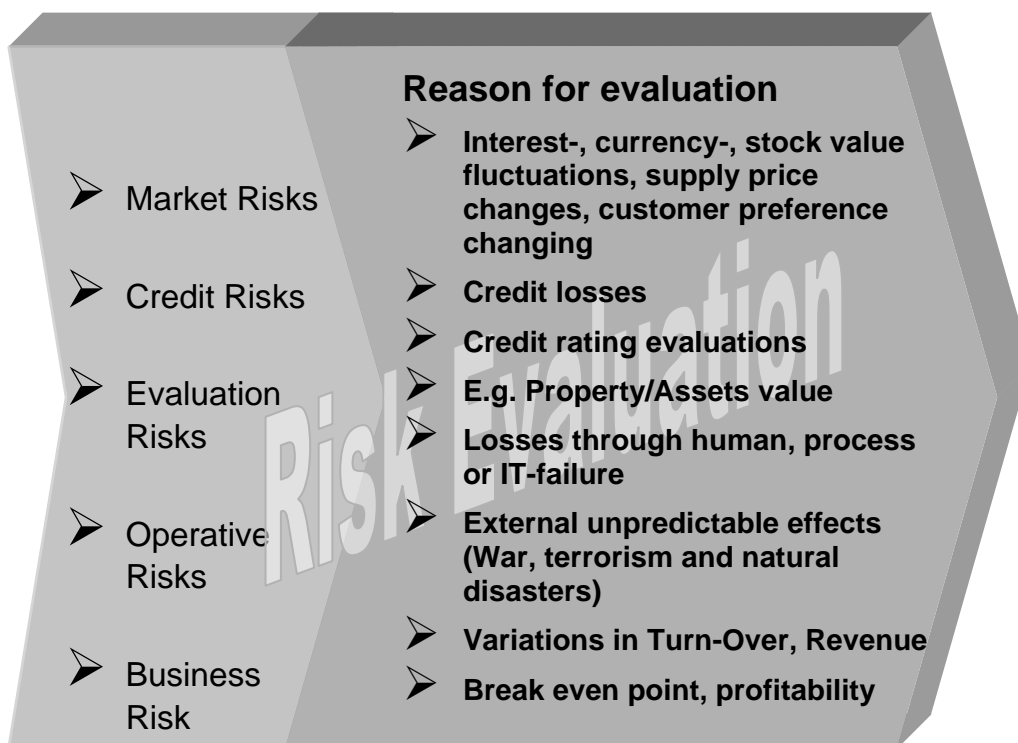 Market Risks
Credit Risks
Evaluation
Risks
Operative
Risks
Business
Risk
Reason for evaluation
Interest-, currency-, stock value
fluctuations, supply price
changes, customer preference
changing
Credit losses
Credit rating evaluations
E.g. Property/Assets value
Losses through human, process
or IT-failure
External unpredictable effects
(War, terrorism and natural
disasters)
Variations in Turn-Over, Revenue
Break even point, profitability
Risk Evaluation